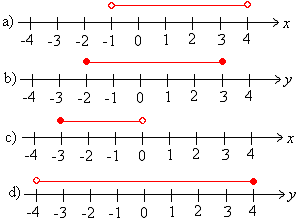 a)
-4 -3 -2 -1 0 1 2 3 4 x
b)
-4 -3 -2 -1 0 1 2 3 4 y
c)
-4 -3 -2 -1 0 1 2 3 4 x
d)
-4 -3 -2 -1 0 1 2 3 4 y